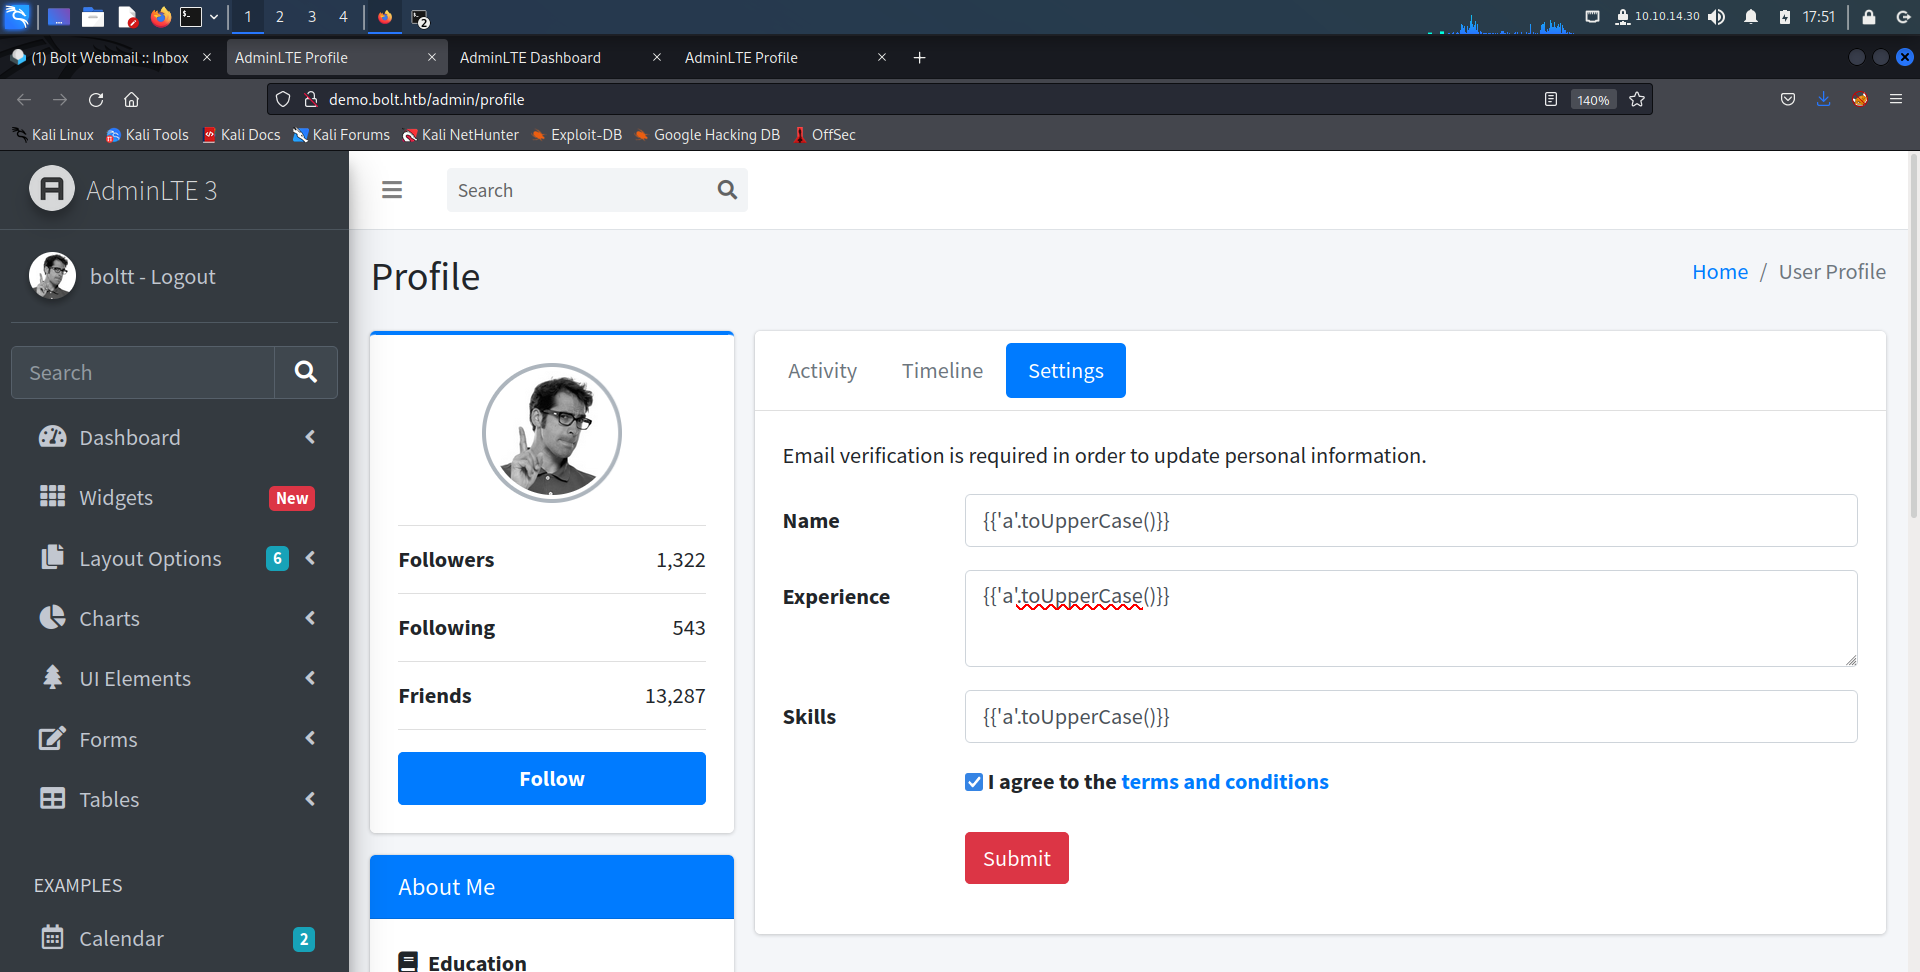 1 2 3 4 2 10.10.14.30 17:51
(1) Bolt Webmail :: Inbox AdminLTE Profile AdminLTE Dashboard AdminLTE Profile
demo.bolt.htb/admin/profile 140%
Kali Linux Kali Tools Kali Docs Kali Forums Kali NetHunter Exploit-DB Google Hacking DB OffSec
AdminLTE 3
Search
boltt - Logout
Search
Dashboard
Widgets New
Layout Options 6
Charts
UI Elements
Forms
Tables
EXAMPLES
Calendar 2
Profile
Home / User Profile
Followers 1,322
Following 543
Friends 13,287
Follow
About Me
Education
Activity Timeline Settings
Email verification is required in order to update personal information.
Name {{'a'.toUpperCase()}}
Experience {{'a'.toUpperCase()}}
Skills {{'a'.toUpperCase()}}
I agree to the terms and conditions
Submit